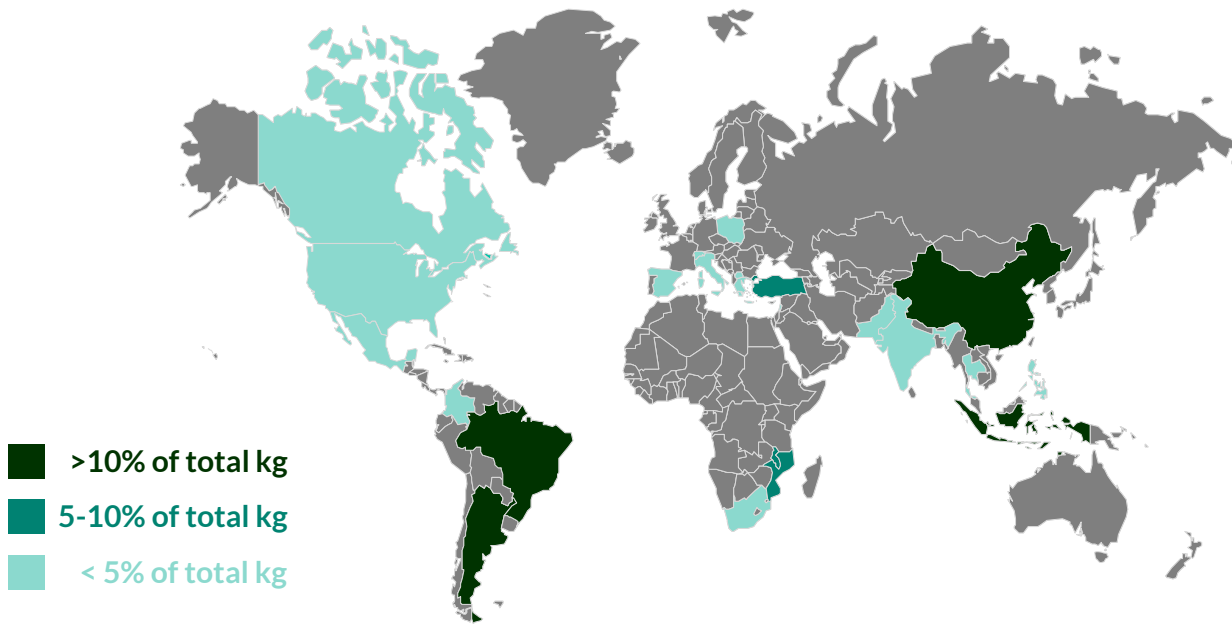 >10% of total kg
5-10% of total kg
< 5% of total kg